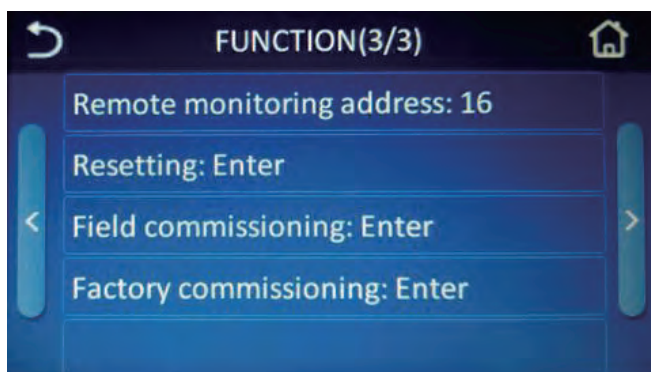 FUNCTION(3/3)
Remote monitoring address: 16
Resetting: Enter
Field commissioning: Enter
Factory commissioning: Enter